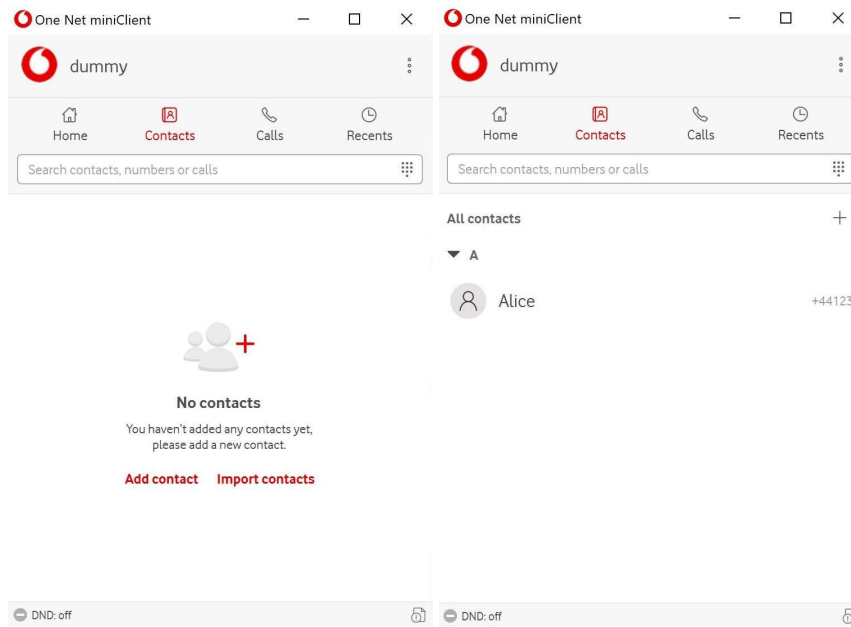 One Net miniClient
dummy
Home Contacts Calls Recents
Search contacts, numbers or calls
No contacts
You haven't added any contacts yet,
please add a new contact.
Add contact Import contacts
DND: off
One Net miniClient
dummy
Home Contacts Calls Recents
Search contacts, numbers or calls
All contacts
A
Alice +44123
DND: off